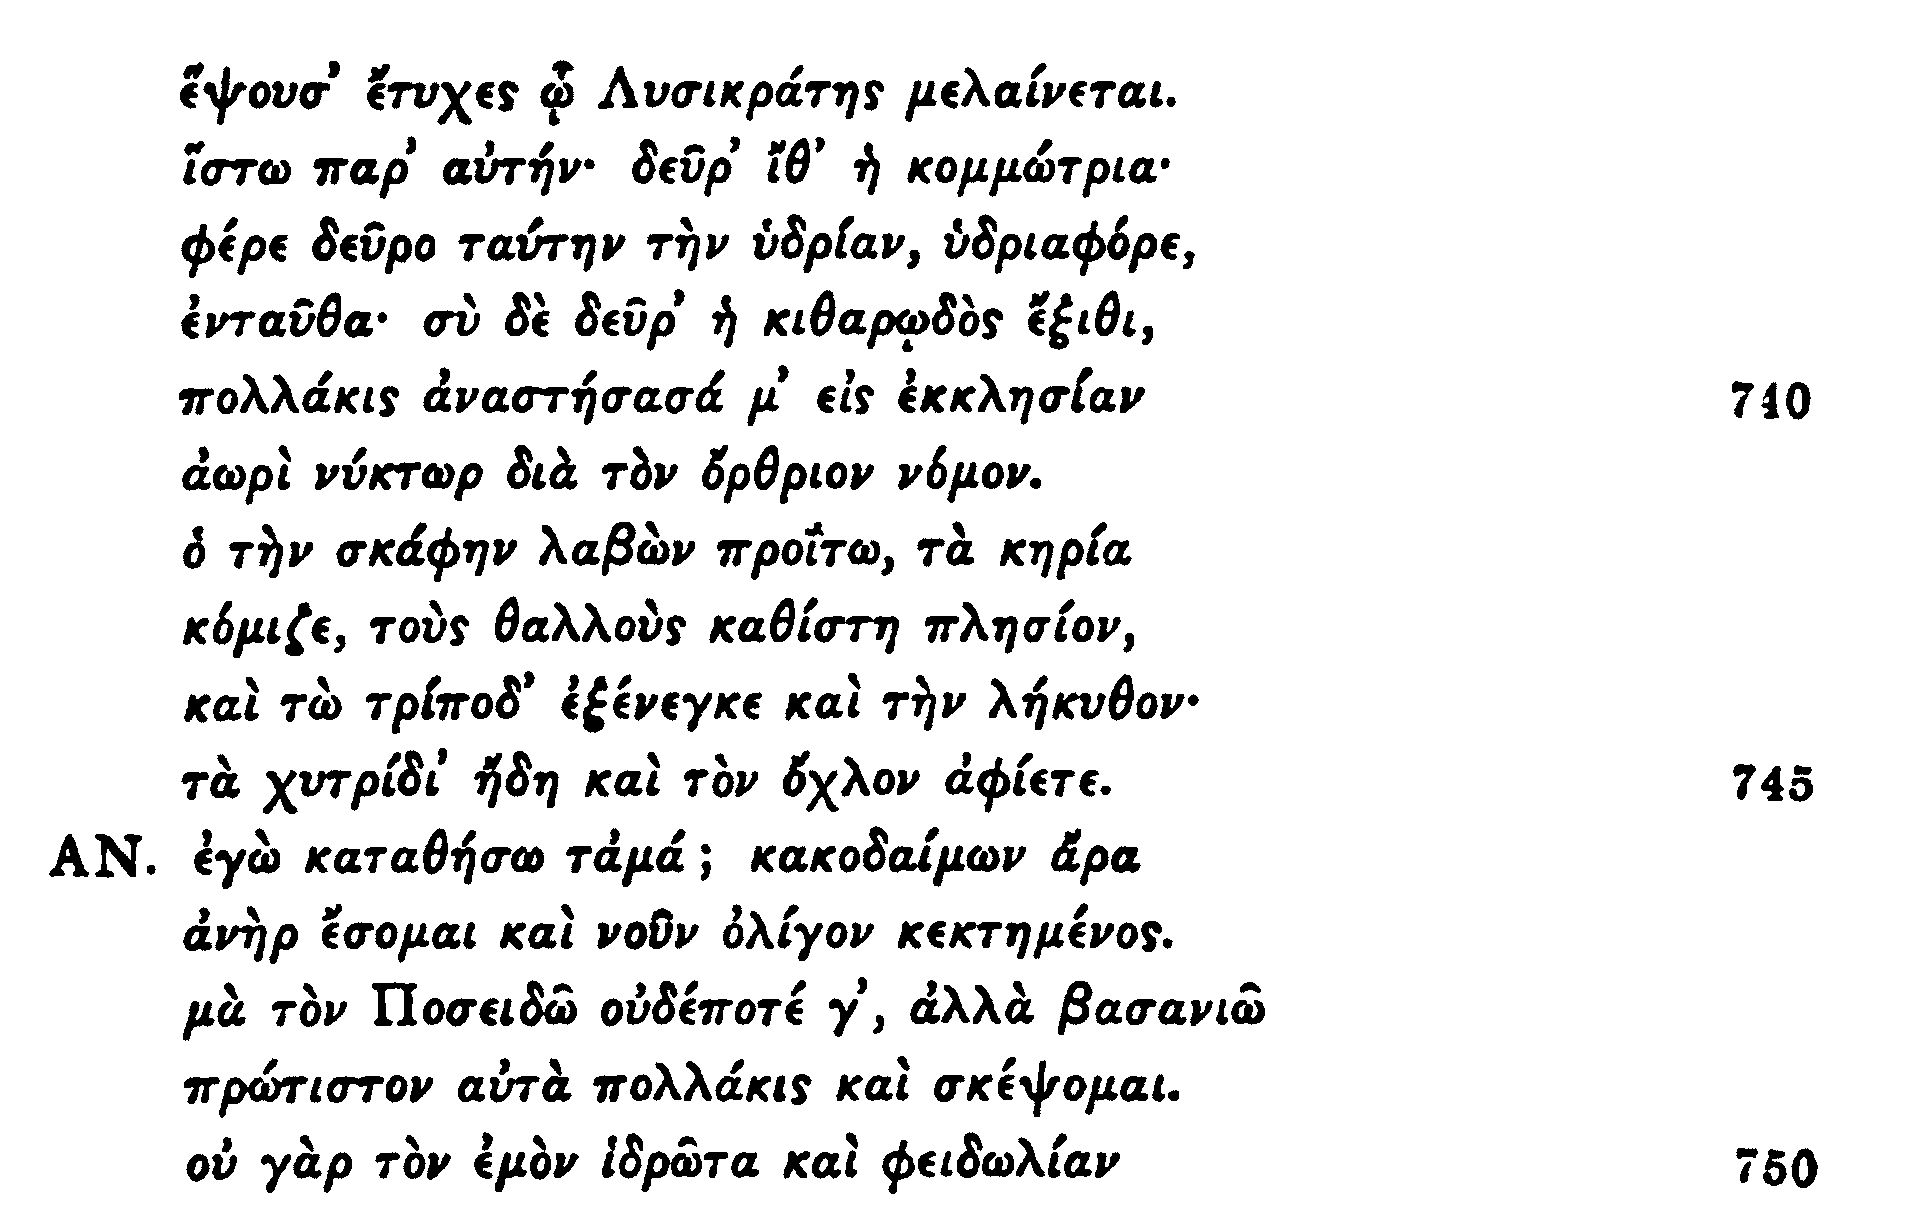 ἕψουσ’ ἔτυχες ᾧ Λυσικράτης μελαίνεται.
ἵστω παρ’ αὐτήν· δεῦρ’ ἴθ’ ἡ κομμώτρια·
φέρε δεῦρο ταύτην τὴν ὑδρίαν, ὑδριαφόρε,
ἐνταῦθα· σὺ δὲ δεῦρ’ ἡ κιθαρῳδὸς ἔξιθι,
πολλάκις ἀναστήσασά μ’ εἰς ἐκκλησίαν 740
ἀωρὶ νύκτωρ διὰ τὸν ὄρθριον νόμον.
ὁ τὴν σκάφην λαβὼν προΐτω, τὰ κηρία
κόμιζε, τοὺς θαλλοὺς καθίστη πλησίον,
καὶ τὼ τρίποδ’ ἐξένεγκε καὶ τὴν λήκυθον·
τὰ χυτρίδι’ ἤδη καὶ τὸν ὄχλον ἀφίετε. 745
ΑΝ. ἐγὼ καταθήσω τἀμά; κακοδαίμων ἄρα
ἀνὴρ ἔσομαι καὶ νοῦν ὀλίγον κεκτημένος.
μὰ τὸν Ποσειδῶ οὐδέποτέ γ’, ἀλλὰ βασανιῶ
πρώτιστον αὐτὰ πολλάκις καὶ σκέψομαι.
οὐ γὰρ τὸν ἐμὸν ἱδρῶτα καὶ φειδωλίαν 750